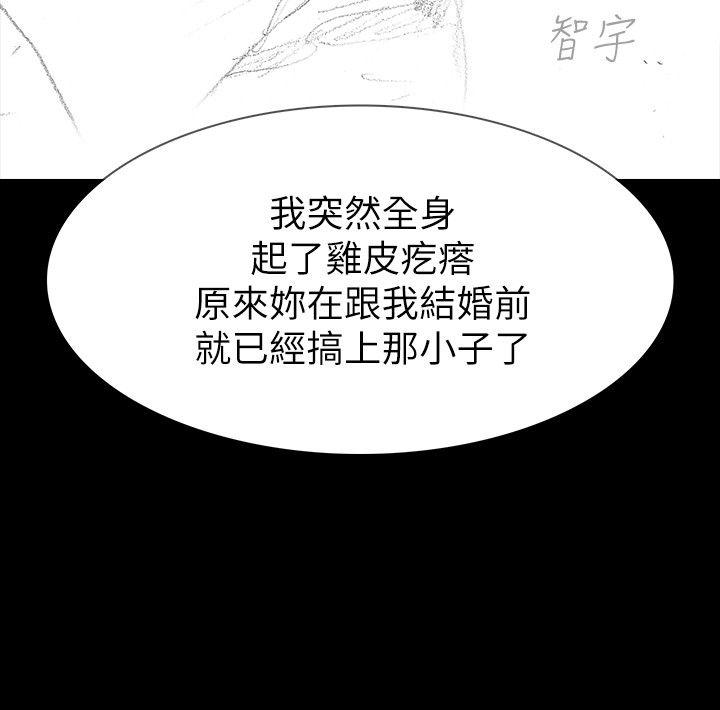 智宇..
我突然全身
起了雞皮疙瘩
原來妳在跟我結婚前
就已經搞上那小子了